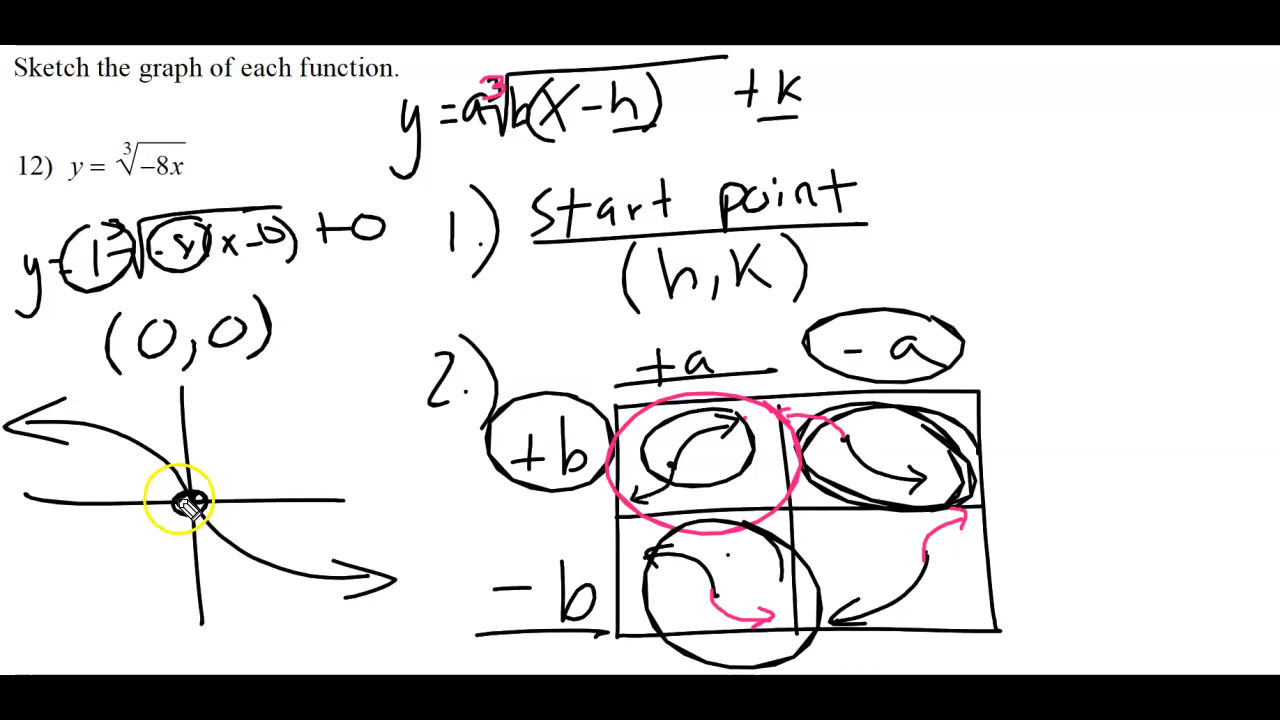 Sketch the graph of each function.
y = a∛b(x - h) + k
12) y = ∛-8x
y = 1∛-8(x-0) +0
1.) Start point
(h, k)
(0,0)
2.) +a - a
+b
- b